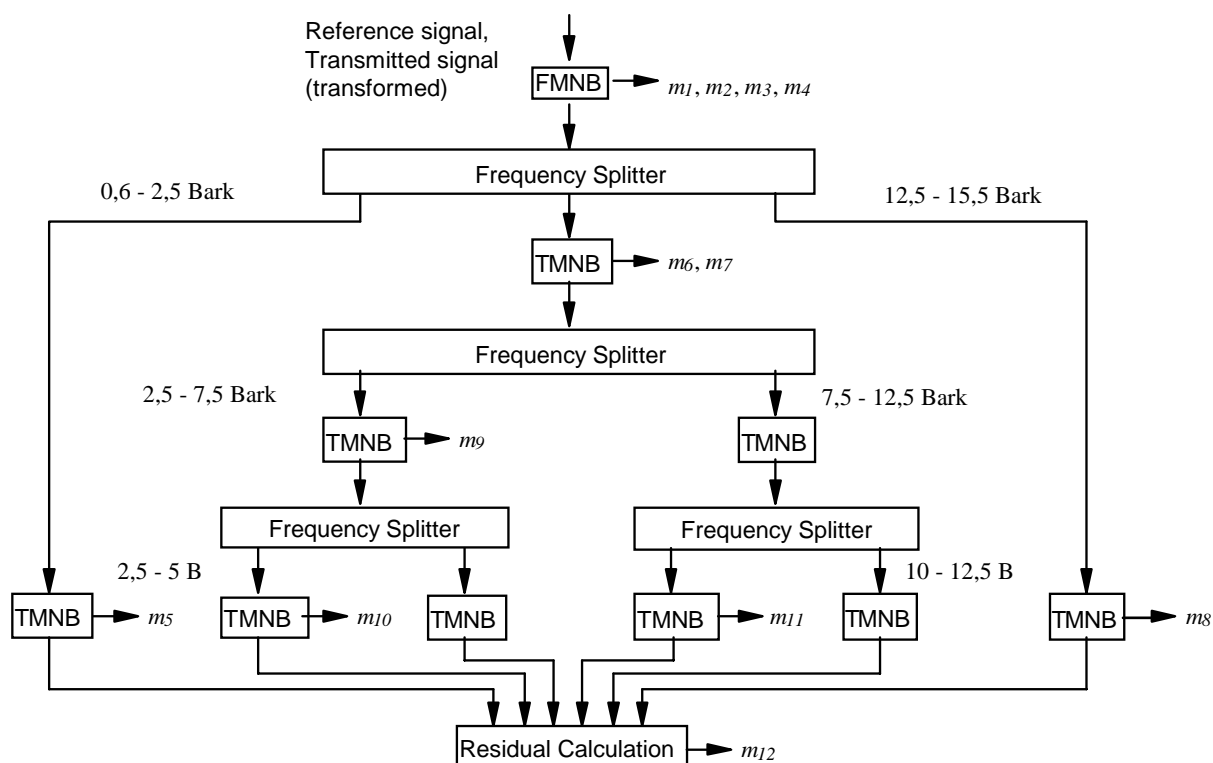 Reference signal,
Transmitted signal
(transformed)
FMNB
m1, m2, m3, m4
Frequency Splitter
0,6 - 2,5 Bark
12,5 - 15,5 Bark
TMNB
m6, m7
Frequency Splitter
2,5 - 7,5 Bark
7,5 - 12,5 Bark
TMNB
m9
TMNB
Frequency Splitter
Frequency Splitter
2,5 - 5 B
10 - 12,5 B
TMNB
m5
TMNB
m10
TMNB
TMNB
m11
TMNB
TMNB
m8
Residual Calculation
m12